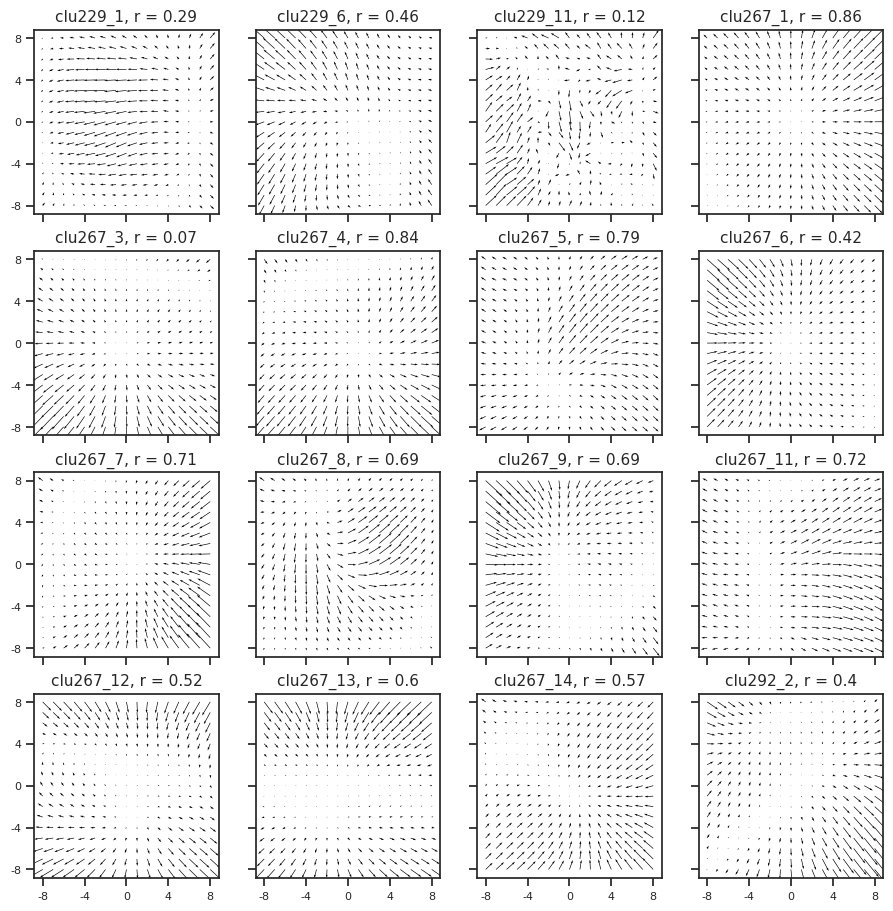 clu229_1, r = 0.29
clu229_6, r = 0.46
clu229_11, r = 0.12
clu267_1, r = 0.86
8
4
0
-4
-8
clu267_3, r = 0.07
clu267_4, r = 0.84
clu267_5, r = 0.79
clu267_6, r = 0.42
8
4
0
-4
-8
clu267_7, r = 0.71
clu267_8, r = 0.69
clu267_9, r = 0.69
clu267_11, r = 0.72
8
4
0
-4
-8
clu267_12, r = 0.52
clu267_13, r = 0.6
clu267_14, r = 0.57
clu292_2, r = 0.4
8
4
0
-4
-8
-8 -4 0 4 8
-8 -4 0 4 8
-8 -4 0 4 8
-8 -4 0 4 8